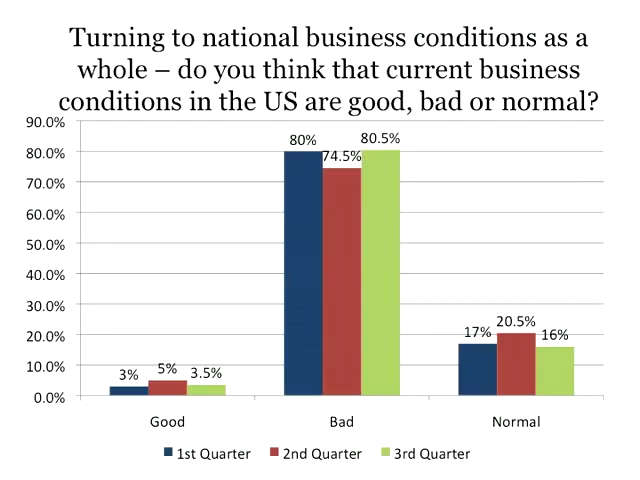 Turning to national business conditions as a
whole – do you think that current business
conditions in the US are good, bad or normal?
90.0%
80.0%
70.0%
60.0%
50.0%
40.0%
30.0%
20.0%
10.0%
0.0%
3%
5%
3.5%
80%
74.5%
80.5%
17%
20.5%
16%
Good
Bad
Normal
1st Quarter
2nd Quarter
3rd Quarter